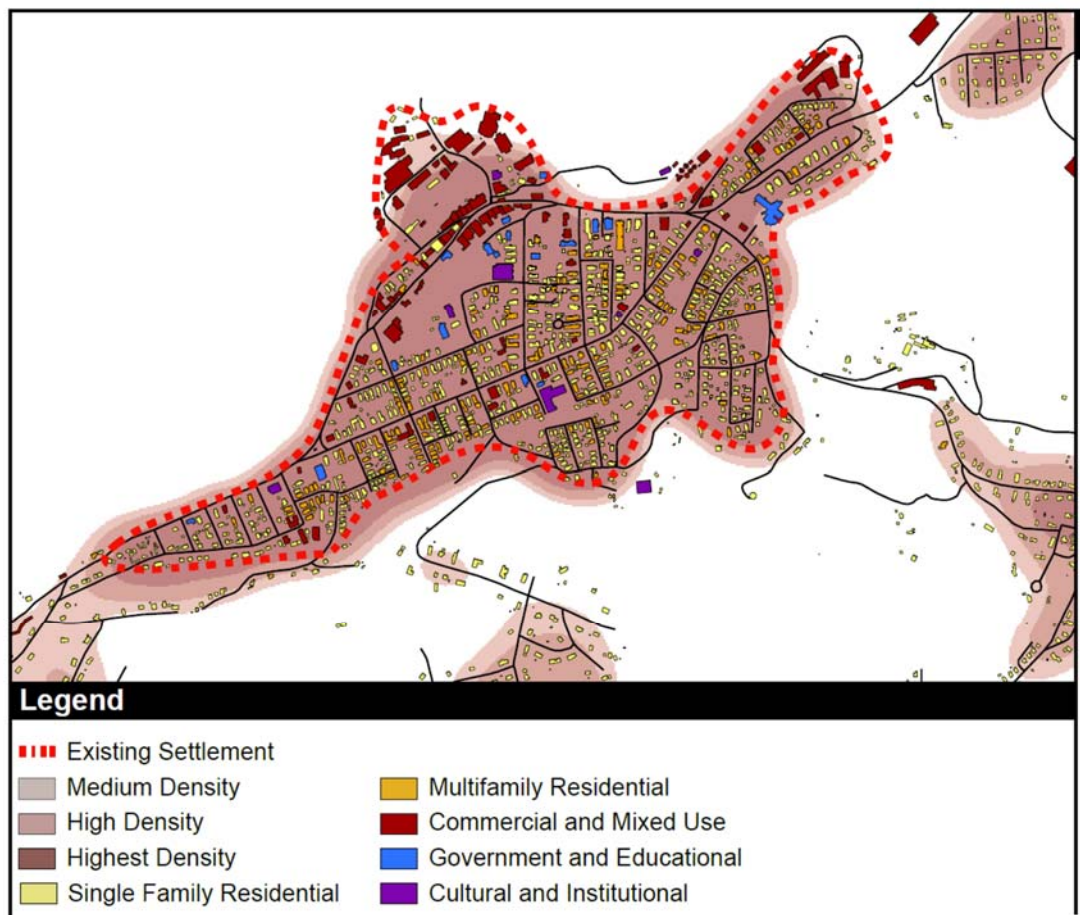 Legend
Existing Settlement
Medium Density
High Density
Highest Density
Single Family Residential
Multifamily Residential
Commercial and Mixed Use
Government and Educational
Cultural and Institutional